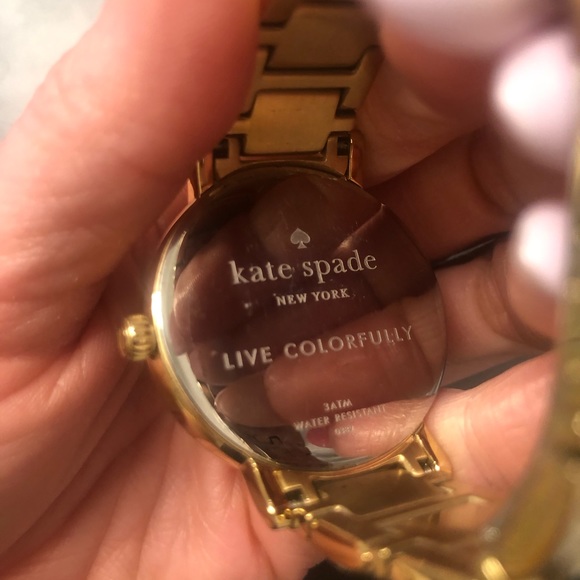 kate spade
NEW YORK
LIVE COLORFULLY
3ATM
WATER RESISTANT